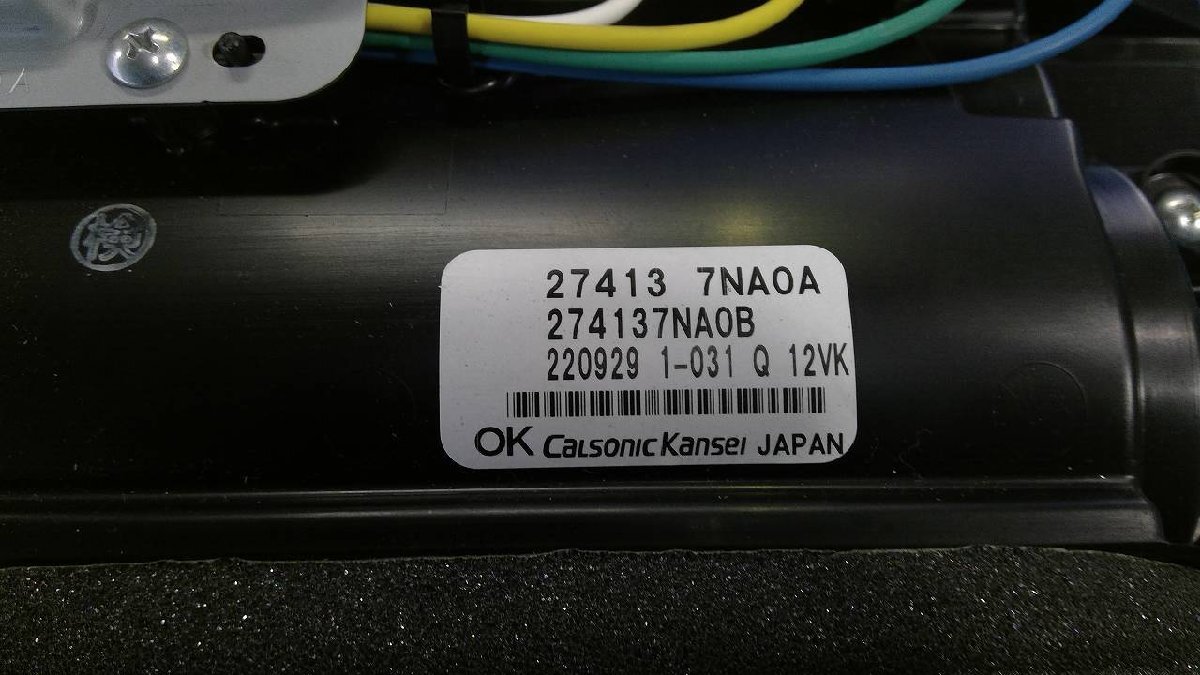 27413 7NA0A
274137NA0B
220929 1-031 Q 12VK
OK CalsonicKansei JAPAN